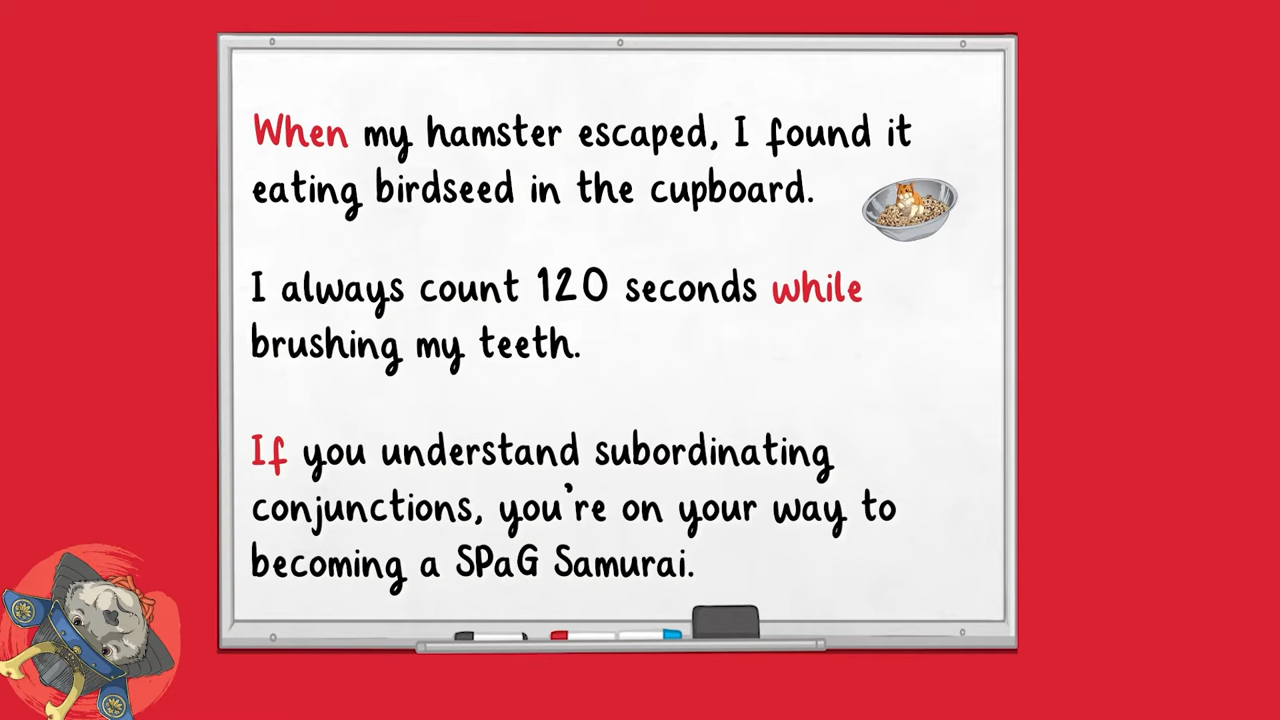 When my hamster escaped, I found it
eating birdseed in the cupboard.
I always count 120 seconds while
brushing my teeth.
If you understand subordinating
conjunctions, you're on your way to
becoming a SPaG Samurai.